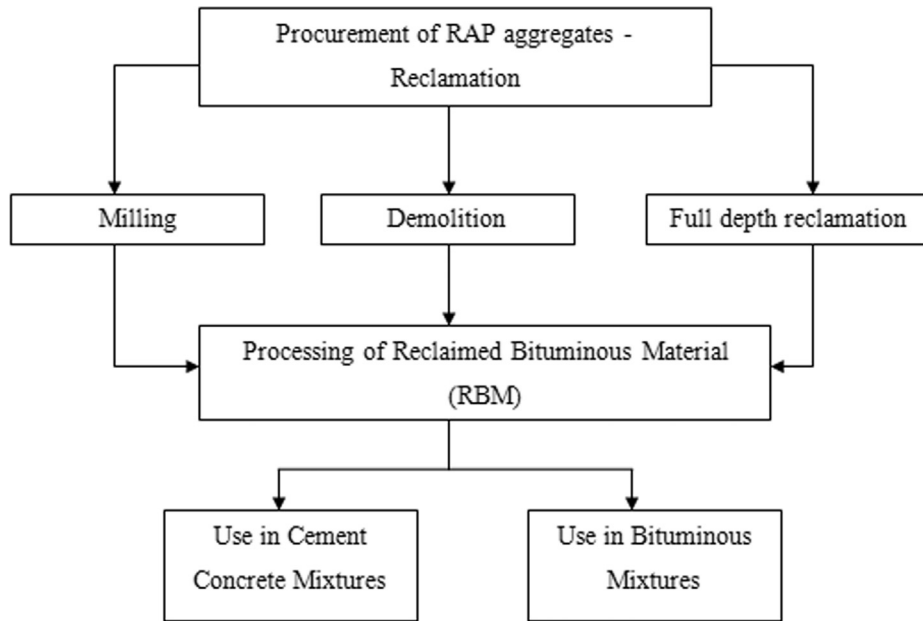 Procurement of RAP aggregates -
Reclamation
Milling
Demolition
Full depth reclamation
Processing of Reclaimed Bituminous Material
(RBM)
Use in Cement
Concrete Mixtures
Use in Bituminous
Mixtures